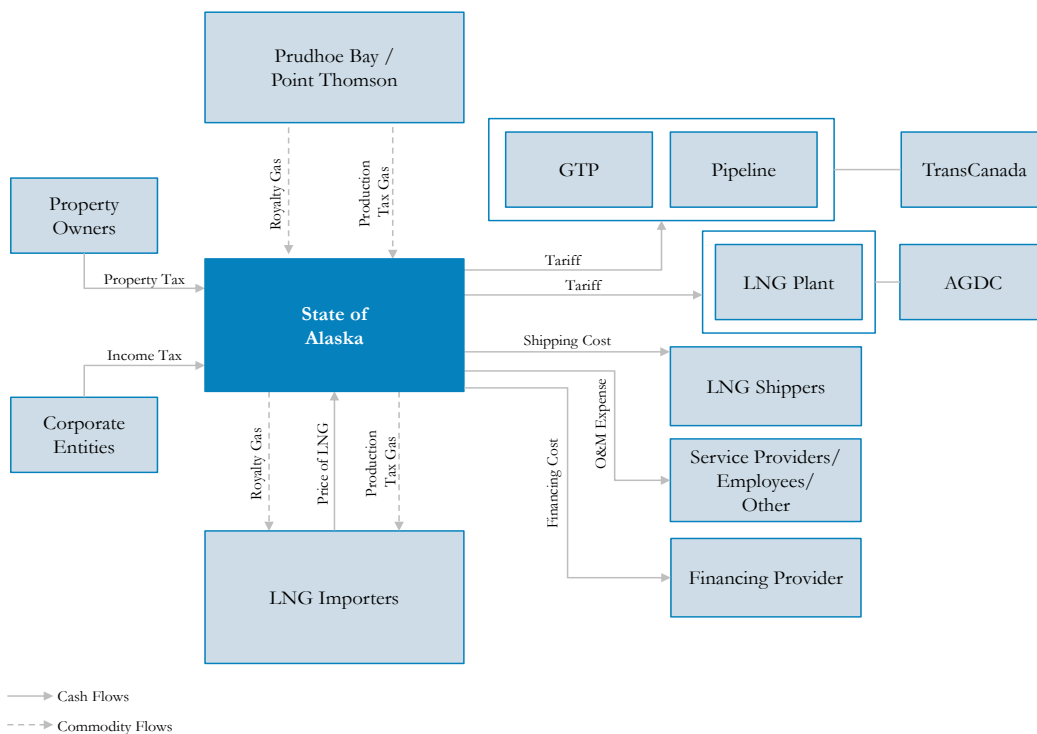 Prudhoe Bay /
Point Thomson
GTP
Pipeline
TransCanada
Royalty Gas
Production
Tax Gas
Property
Owners
Property Tax
Tariff
Tariff
LNG Plant
AGDC
State of
Alaska
Shipping Cost
LNG Shippers
Income Tax
Corporate
Entities
Royalty Gas
Price of LNG
Production
Tax Gas
O&M Expense
Financing Cost
Service Providers/
Employees/
Other
LNG Importers
Financing Provider
Cash Flows
Commodity Flows